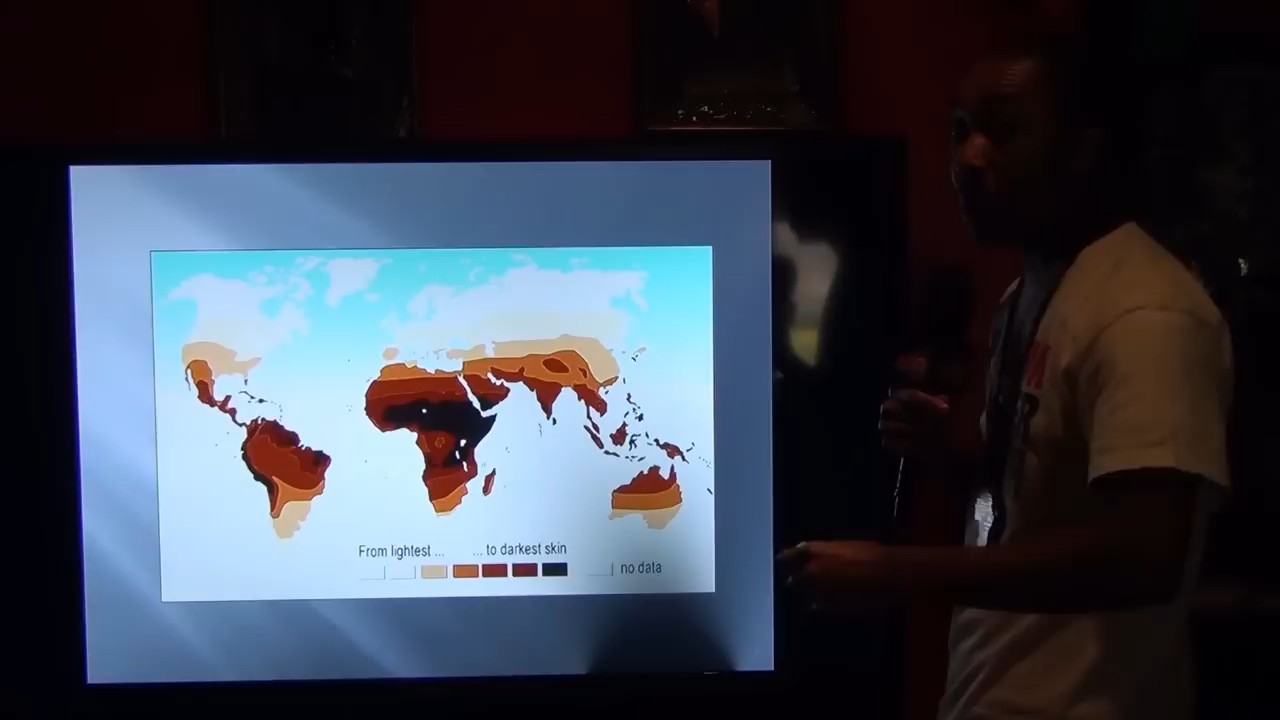 From lightest ... ... to darkest skin
no data